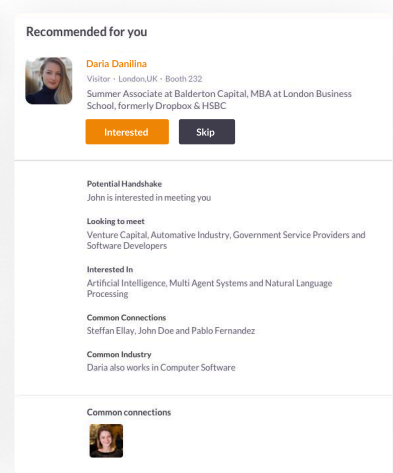 Recommended for you
Daria Danilina
Visitor - London,UK - Booth 232
Summer Associate at Balderton Capital, MBA at London Business
School, formerly Dropbox & HSBC
Interested Skip
Potential Handshake
John is interested in meeting you
Looking to meet
Venture Capital, Automative Industry, Government Service Providers and
Software Developers
Interested In
Artificial Intelligence, Multi Agent Systems and Natural Language
Processing
Common Connections
Steffan Ellay, John Doe and Pablo Fernandez
Common Industry
Daria also works in Computer Software
Common connections